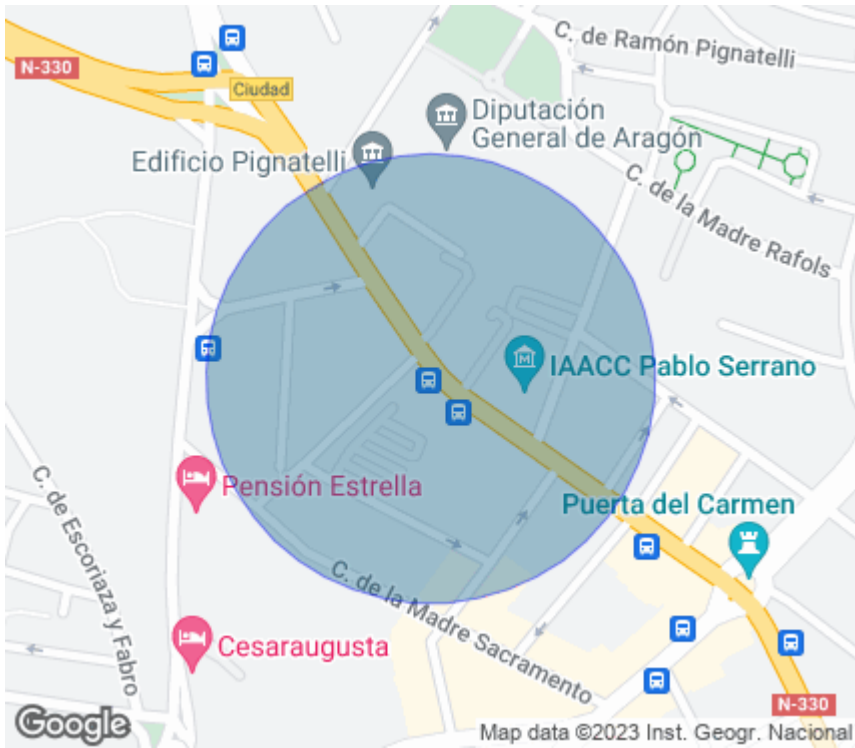 C. de Ramón Pignatelli
N-330
Ciudad
Diputación
General de Aragón
Edificio Pignatelli
C. de la Madre Rafols
IAACC Pablo Serrano
Pensión Estrella
Puerta del Carmen
C. de Escoriaza y Fabro
C. de la Madre Sacramento
Cesaraugusta
N-330
Google
Map data ©2023 Inst. Geogr. Nacional